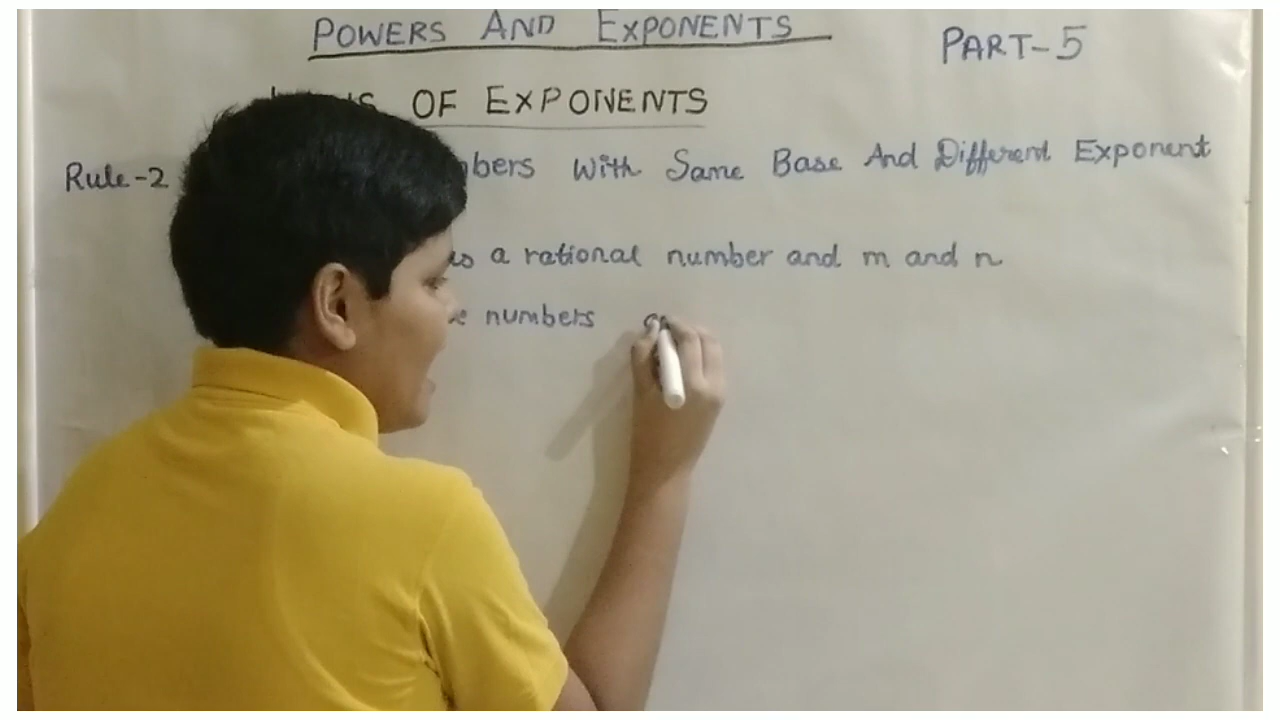 POWERS AND EXPONENTS
PART-5
OF EXPONENTS
Rule-2 With Same Base And Different Exponent
a rational number and m and n
numbers